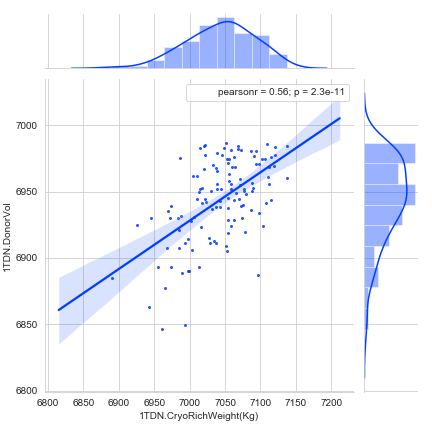 pearsonr = 0.56; p = 2.3e-11
7000
6950
6900
6850
6800
1TDN.DonorVol
6800 6850 6900 6950 7000 7050 7100 7150 7200
1TDN.CryoRichWeight(Kg)